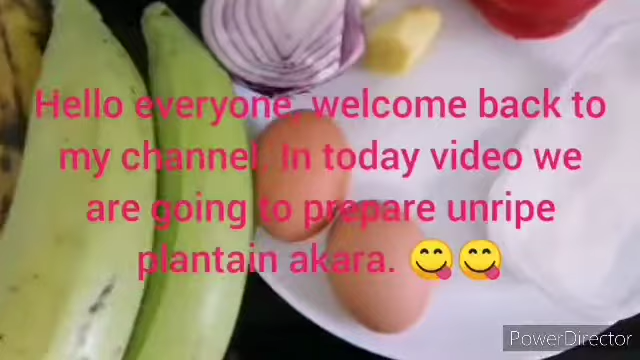 Hello everyone, welcome back to
my channel. In today video we
are going to prepare unripe
plantain akara. 😋😋
PowerDirector